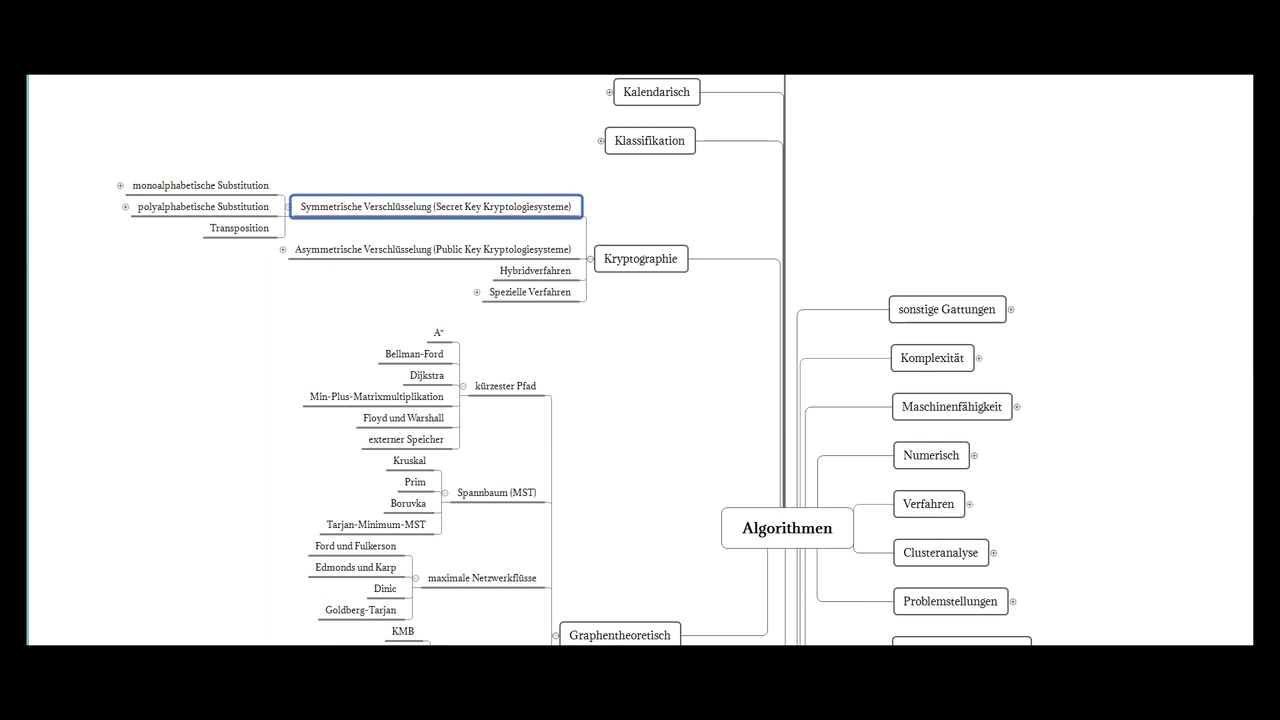 Kalendarisch
Klassifikation
monoalphabetische Substitution
polyalphabetische Substitution
Transposition
Symmetrische Verschlüsselung (Secret Key Kryptologiesysteme)
Asymmetrische Verschlüsselung (Public Key Kryptologiesysteme)
Hybridverfahren
Spezielle Verfahren
Kryptographie
A*
Bellman-Ford
Dijkstra
Min-Plus-Matrixmultiplikation
Floyd und Warshall
externer Speicher
kürzester Pfad
Kruskal
Prim
Boruvka
Tarjan-Minimum-MST
Spannbaum (MST)
Ford und Fulkerson
Edmonds und Karp
Dinic
Goldberg-Tarjan
maximale Netzwerkflüsse
KMB
Graphentheoretisch
Algorithmen
sonstige Gattungen
Komplexität
Maschinenfähigkeit
Numerisch
Verfahren
Clusteranalyse
Problemstellungen